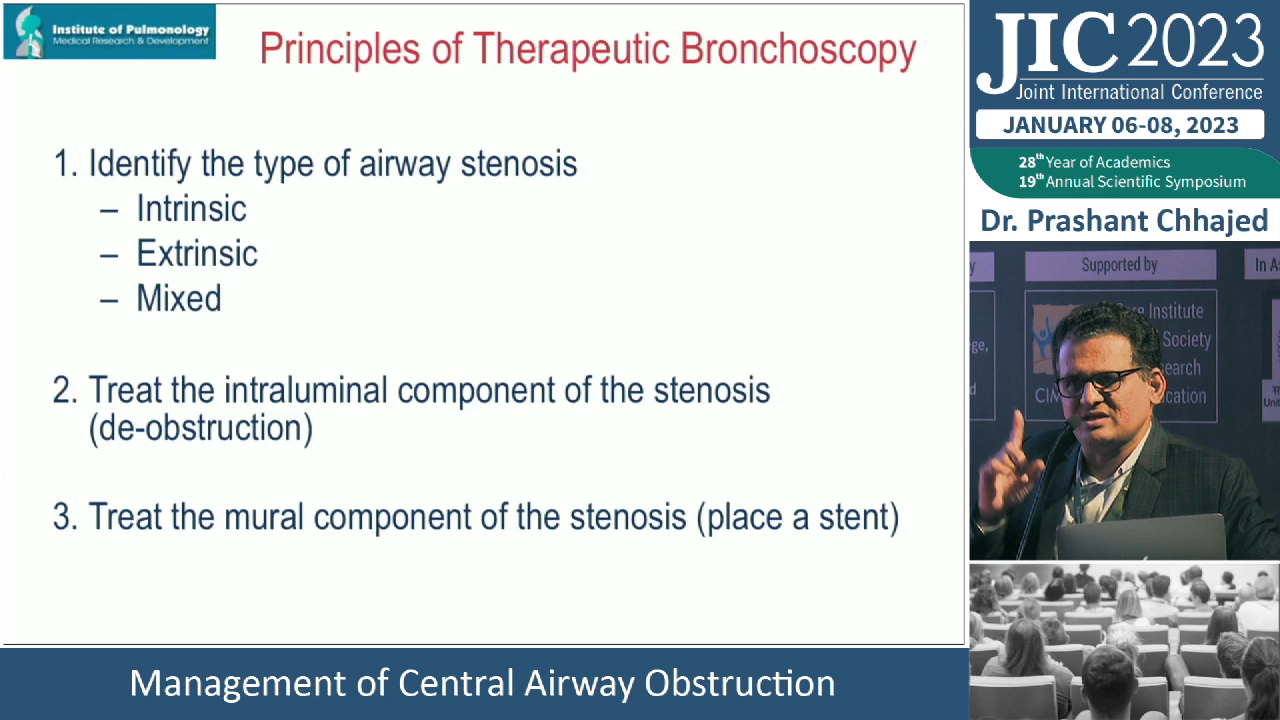 Institute of Pulmonology
Medical Research & Development
Principles of Therapeutic Bronchoscopy
1. Identify the type of airway stenosis
– Intrinsic
– Extrinsic
– Mixed
2. Treat the intraluminal component of the stenosis
(de-obstruction)
3. Treat the mural component of the stenosis (place a stent)
Management of Central Airway Obstruction
JIC 2023
Joint International Conference
JANUARY 06-08, 2023
28th Year of Academics
19th Annual Scientific Symposium
Dr. Prashant Chhajed
Supported by
In
Institute
Society
CIM